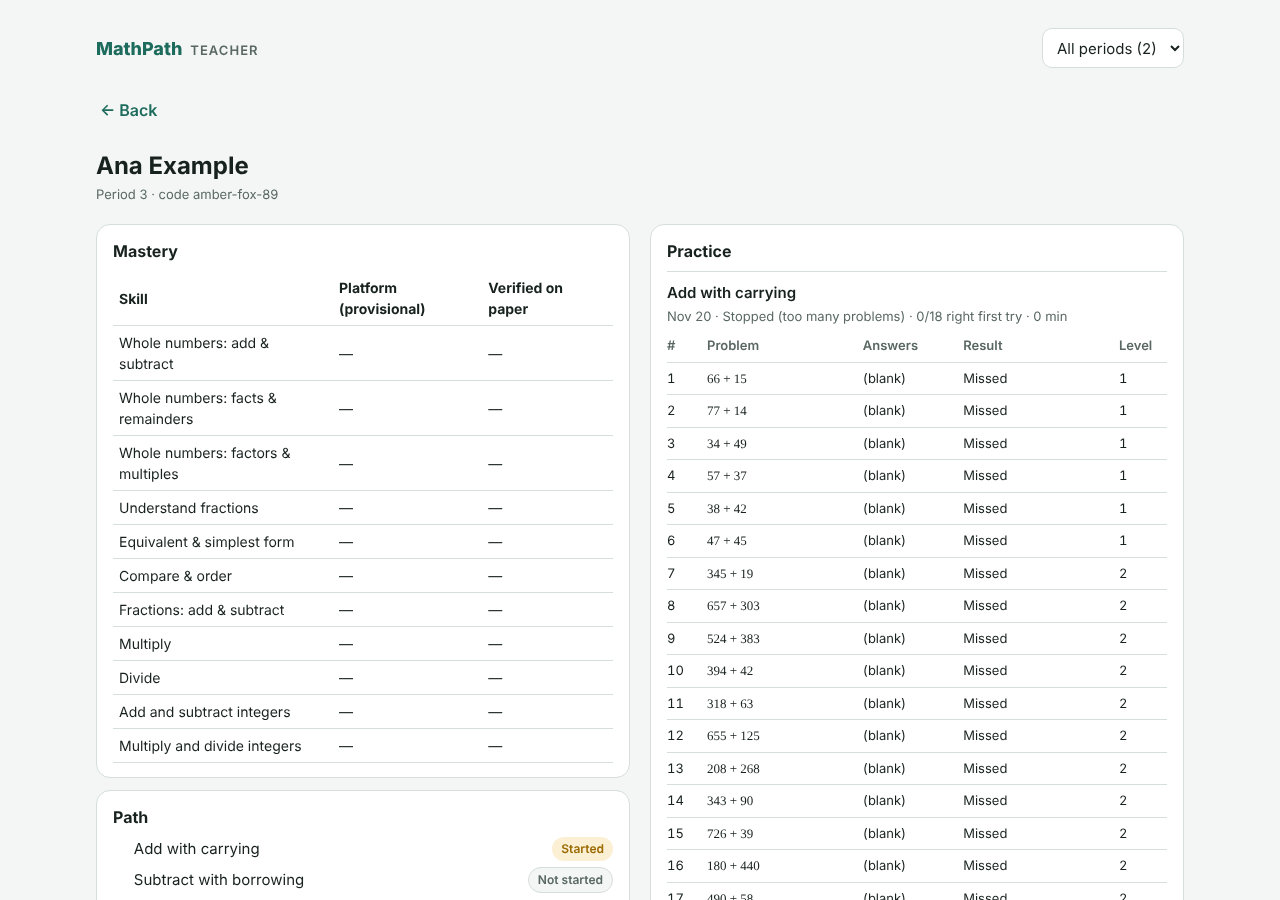 MathPath TEACHER
All periods (2)
← Back
Ana Example
Period 3 · code amber-fox-89
Mastery
Skill Platform (provisional) Verified on paper
Whole numbers: add & subtract — —
Whole numbers: facts & remainders — —
Whole numbers: factors & multiples — —
Understand fractions — —
Equivalent & simplest form — —
Compare & order — —
Fractions: add & subtract — —
Multiply — —
Divide — —
Add and subtract integers — —
Multiply and divide integers — —
Path
Add with carrying Started
Subtract with borrowing Not started
Practice
Add with carrying
Nov 20 · Stopped (too many problems) · 0/18 right first try · 0 min
# Problem Answers Result Level
1 66 + 15 (blank) Missed 1
2 77 + 14 (blank) Missed 1
3 34 + 49 (blank) Missed 1
4 57 + 37 (blank) Missed 1
5 38 + 42 (blank) Missed 1
6 47 + 45 (blank) Missed 1
7 345 + 19 (blank) Missed 2
8 657 + 303 (blank) Missed 2
9 524 + 383 (blank) Missed 2
10 394 + 42 (blank) Missed 2
11 318 + 63 (blank) Missed 2
12 655 + 125 (blank) Missed 2
13 208 + 268 (blank) Missed 2
14 343 + 90 (blank) Missed 2
15 726 + 39 (blank) Missed 2
16 180 + 440 (blank) Missed 2
17 490 + 58 (blank) Missed 2